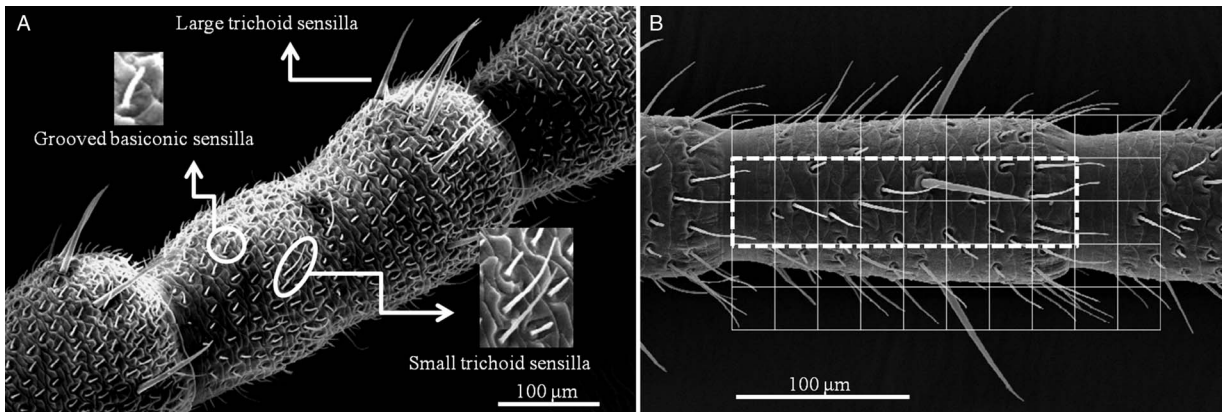 A
Large trichoid sensilla
Grooved basiconic sensilla
Small trichoid sensilla
100 µm
B
100 µm